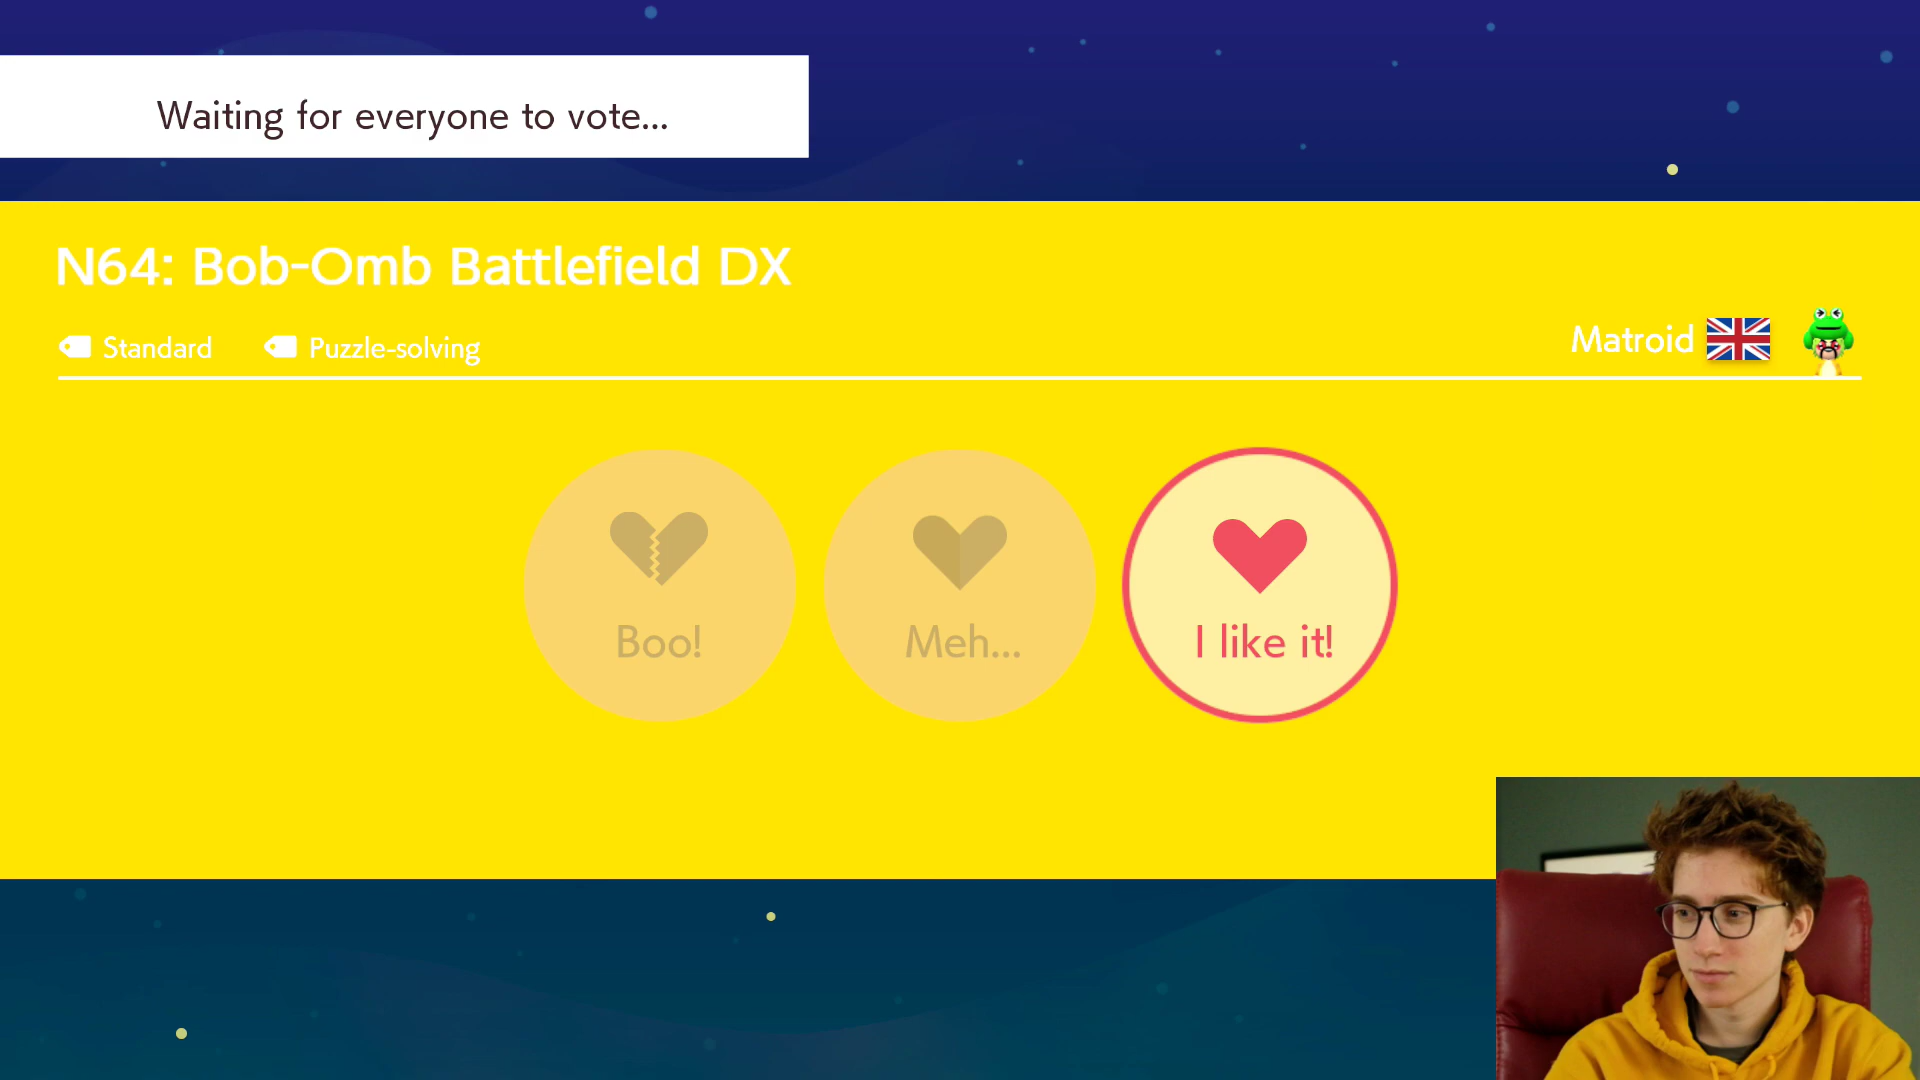 Waiting for everyone to vote...
N64: Bob-Omb Battlefield DX
Standard Puzzle-solving
Matroid
Boo! Meh... I like it!